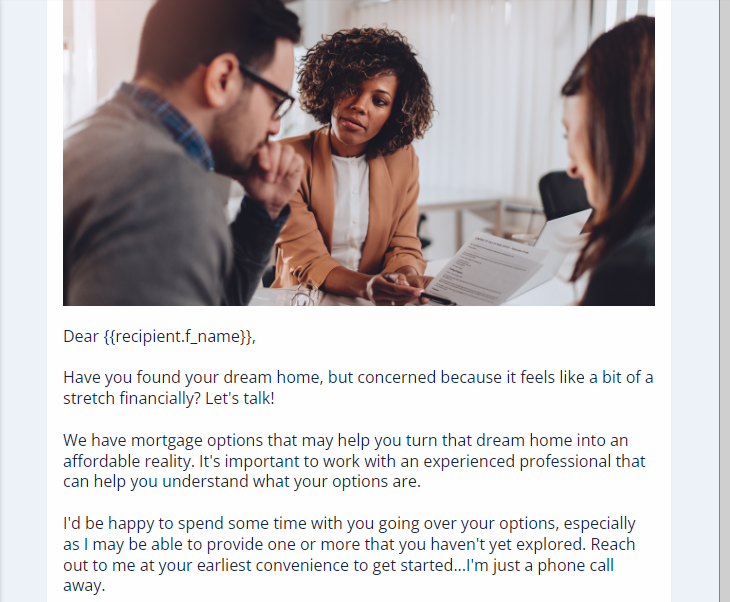 Dear {{recipient.f_name}},
Have you found your dream home, but concerned because it feels like a bit of a
stretch financially? Let's talk!
We have mortgage options that may help you turn that dream home into an
affordable reality. It's important to work with an experienced professional that
can help you understand what your options are.
I'd be happy to spend some time with you going over your options, especially
as I may be able to provide one or more that you haven't yet explored. Reach
out to me at your earliest convenience to get started...I'm just a phone call
away.